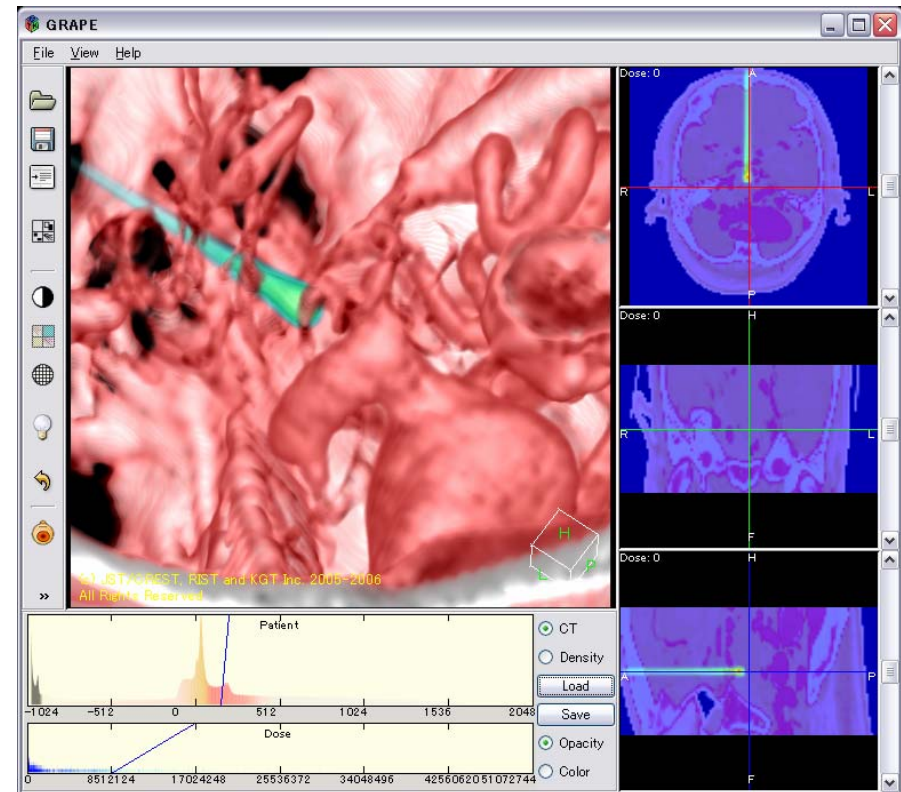 GRAPE
File View Help
Dose: 0
A
R
L
P
Dose: 0
H
R
L
F
Dose: 0
H
A
P
F
H
L
P
(c) JST/CREST, RIST and KGT Inc. 2005-2006
All Rights Reserved
»
Patient
-1024 -512 0 512 1024 1536 2048
Dose
0 8512124 17024248 25536372 34048496 42560620 51072744
CT
Density
Load
Save
Opacity
Color